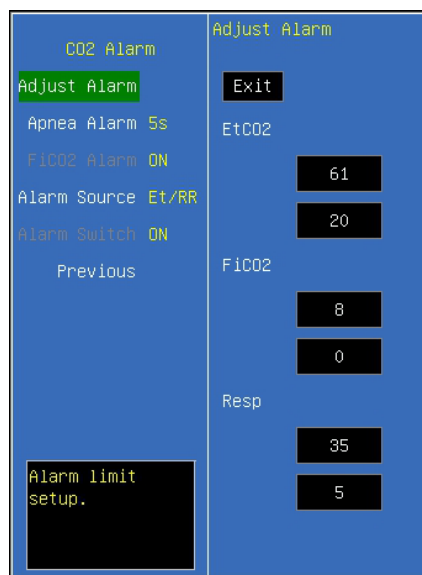 CO2 Alarm
Adjust Alarm
Apnea Alarm 5s
FiCO2 Alarm ON
Alarm Source Et/RR
Alarm Switch ON
Previous
Alarm limit
setup.
Adjust Alarm
Exit
EtCO2
61
20
FiCO2
8
0
Resp
35
5